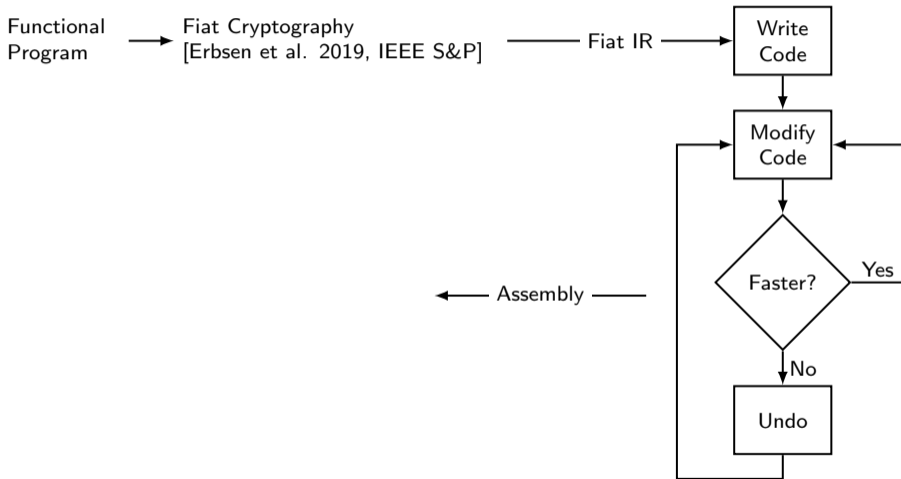 Functional
Program
Fiat Cryptography
[Erbsen et al. 2019, IEEE S&P]
Fiat IR
Write
Code
Modify
Code
Faster?
Yes
Assembly
No
Undo